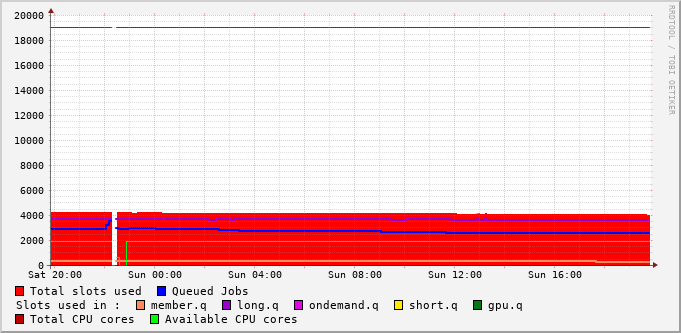 20000
18000
16000
14000
12000
10000
8000
6000
4000
2000
0
Sat 20:00 Sun 00:00 Sun 04:00 Sun 08:00 Sun 12:00 Sun 16:00
Total slots used Queued Jobs
Slots used in : member.q long.q ondemand.q short.q gpu.q
Total CPU cores Available CPU cores
RRDTOOL / TOBI OETIKER